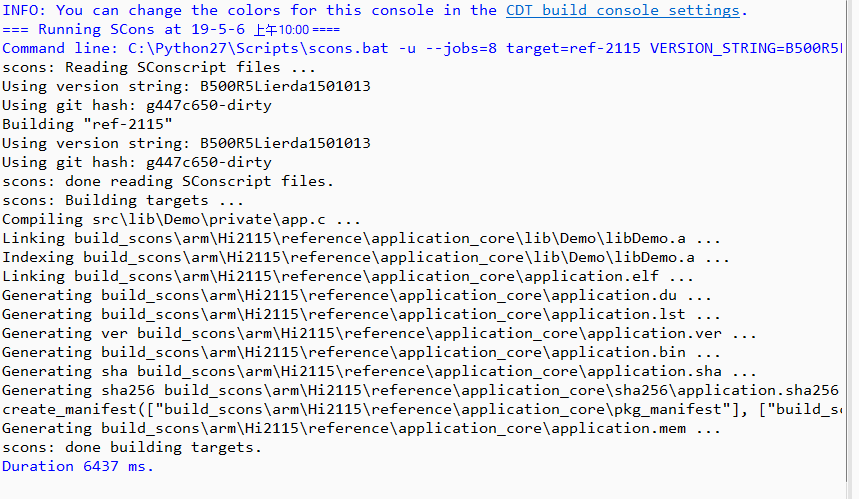 INFO: You can change the colors for this console in the CDT build console settings.
=== Running SCons at 19-5-6 上午10:00 ====
Command line: C:\Python27\Scripts\scons.bat -u --jobs=8 target=ref-2115 VERSION_STRING=B500R5
scons: Reading SConscript files ...
Using version string: B500R5Lierda1501013
Using git hash: g447c650-dirty
Building "ref-2115"
Using version string: B500R5Lierda1501013
Using git hash: g447c650-dirty
scons: done reading SConscript files.
scons: Building targets ...
Compiling src\lib\Demo\private\app.c ...
Linking build_scons\arm\Hi2115\reference\application_core\lib\Demo\libDemo.a ...
Indexing build_scons\arm\Hi2115\reference\application_core\lib\Demo\libDemo.a ...
Linking build_scons\arm\Hi2115\reference\application_core\application.elf ...
Generating build_scons\arm\Hi2115\reference\application_core\application.du ...
Generating build_scons\arm\Hi2115\reference\application_core\application.lst ...
Generating ver build_scons\arm\Hi2115\reference\application_core\application.ver ...
Generating build_scons\arm\Hi2115\reference\application_core\application.bin ...
Generating sha build_scons\arm\Hi2115\reference\application_core\application.sha ...
Generating sha256 build_scons\arm\Hi2115\reference\application_core\sha256\application.sha256
create_manifest(["build_scons\arm\Hi2115\reference\application_core\pkg_manifest"], ["build_s
Generating build_scons\arm\Hi2115\reference\application_core\application.mem ...
scons: done building targets.
Duration 6437 ms.